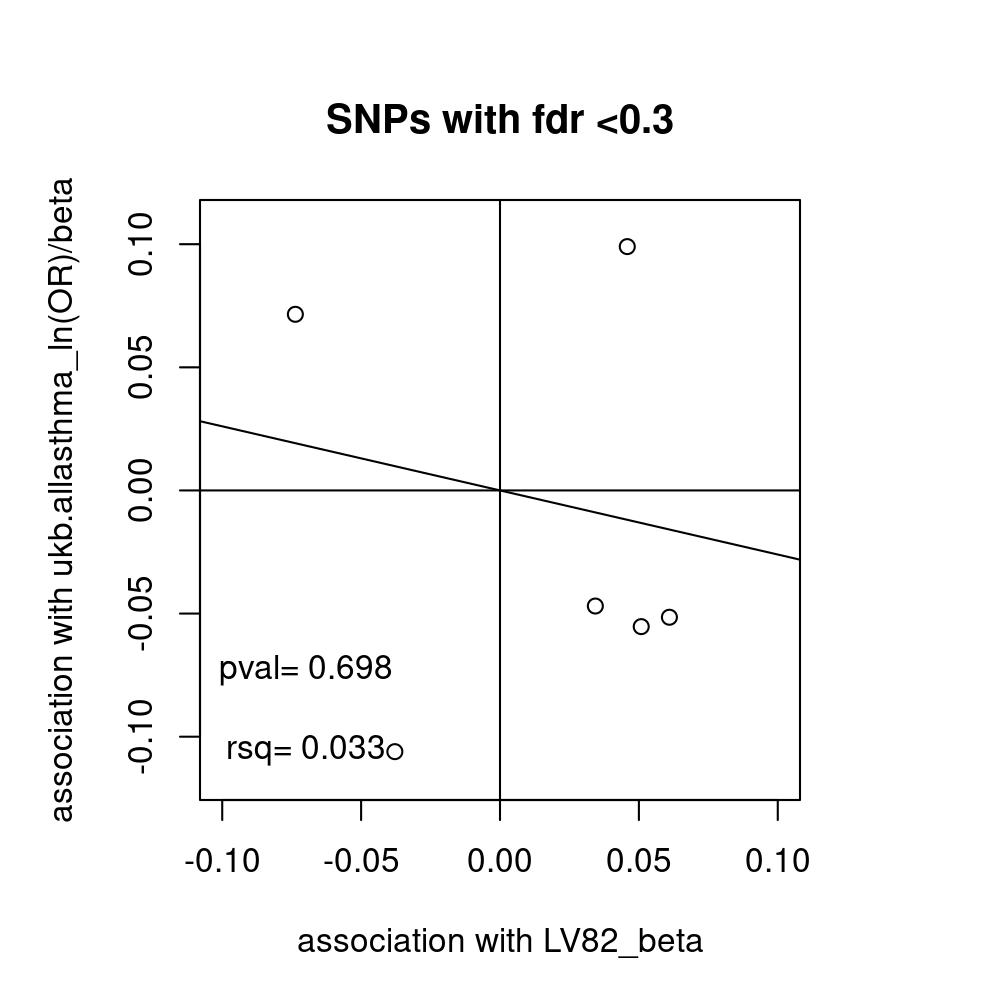 SNPs with fdr <0.3
association with ukb.allasthma_ln(OR)/beta
0.10
0.05
0.00
-0.05
-0.10
pval= 0.698
rsq= 0.033
-0.10 -0.05 0.00 0.05 0.10
association with LV82_beta